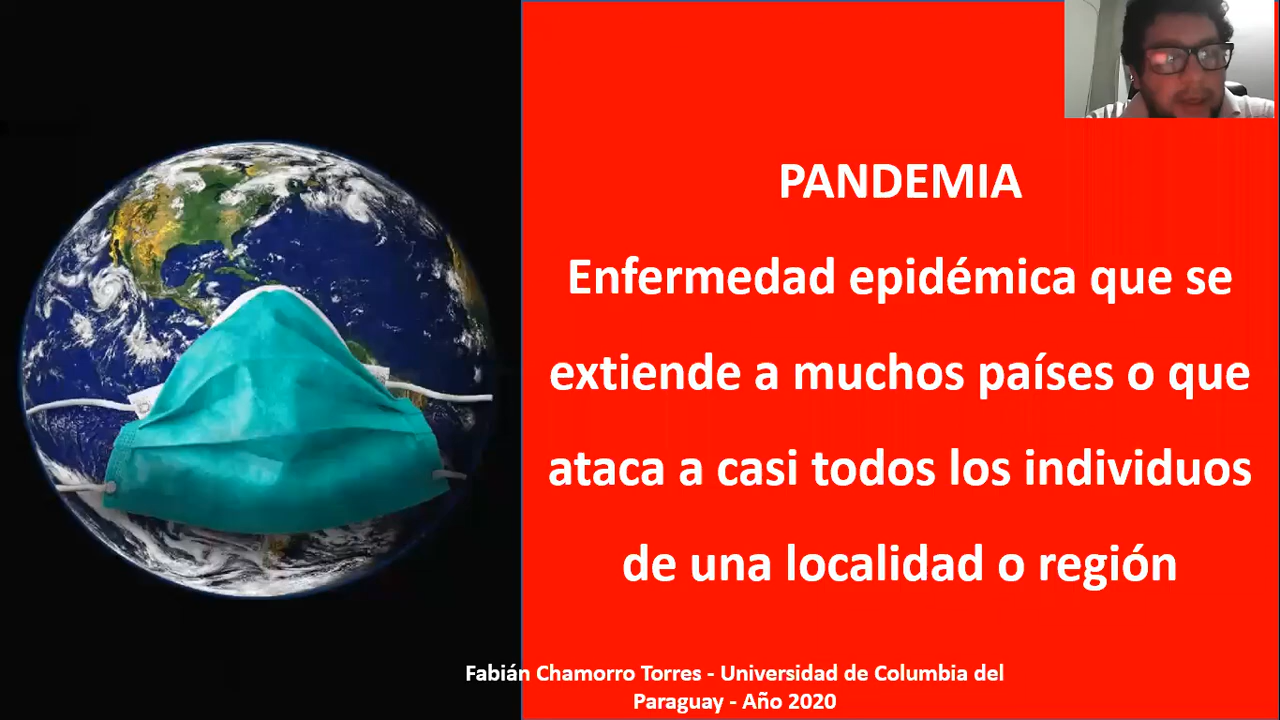 PANDEMIA
Enfermedad epidémica que se
extiende a muchos países o que
ataca a casi todos los individuos
de una localidad o región
Fabián Chamorro Torres - Universidad de Columbia del
Paraguay - Año 2020